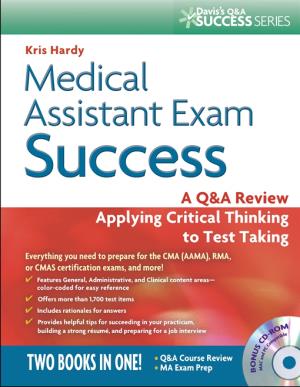 Davis's Q&A
SUCCESS SERIES
Kris Hardy
Medical
Assistant Exam
Success
A Q&A Review
Applying Critical Thinking
to Test Taking
Everything you need to prepare for the CMA (AAMA), RMA,
or CMAS certification exams, and more!
✓ Features General, Administrative, and Clinical content areas—
color-coded for easy reference
✓ Offers more than 1,700 test items
✓ Includes rationales for answers
✓ Provides helpful tips for succeeding in your practicum,
building a strong résumé, and preparing for a job interview
TWO BOOKS IN ONE!
• Q&A Course Review
• MA Exam Prep
BONUS CD-ROM